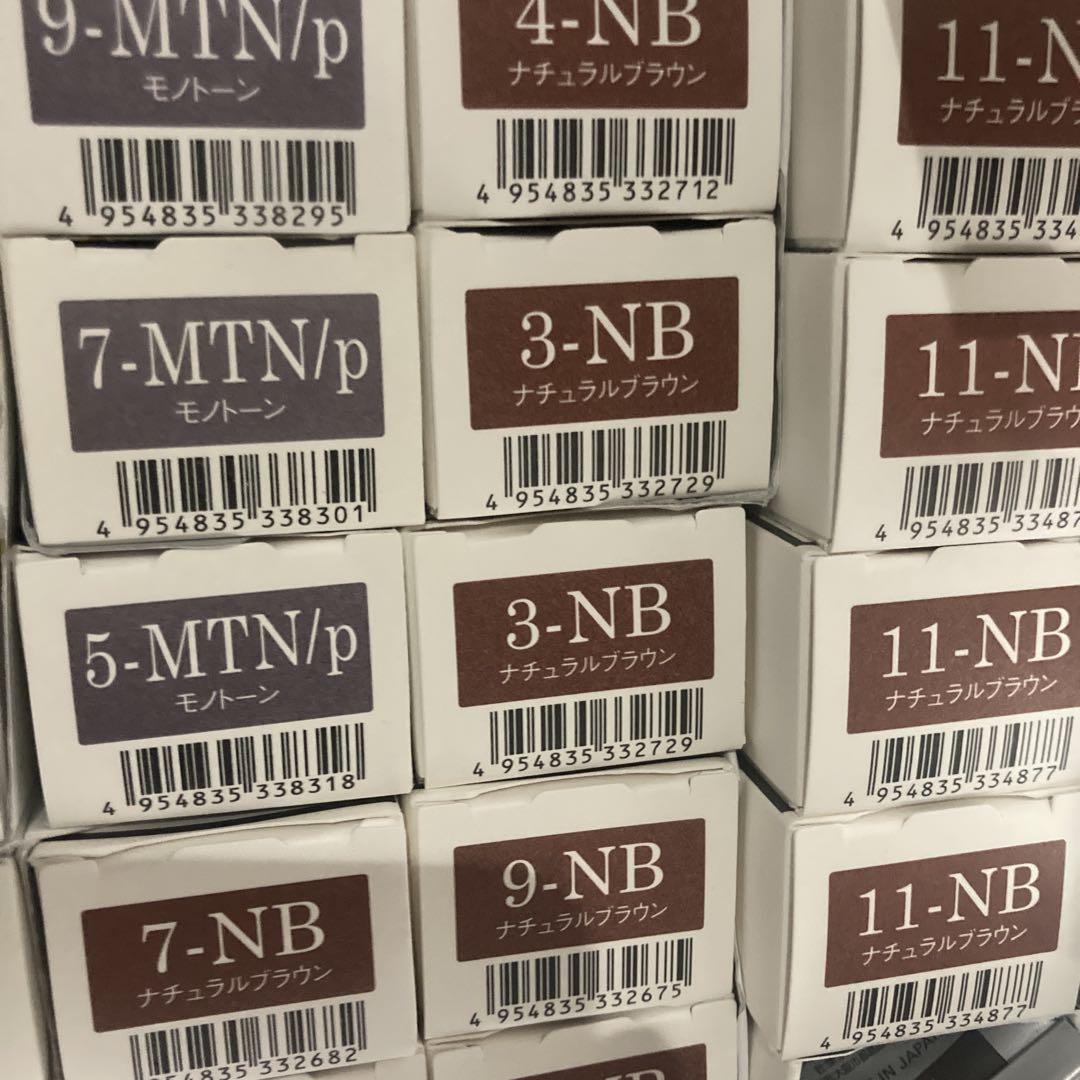 9-MTN/p
モノトーン
4 954835 338295
7-MTN/p
モノトーン
4 954835 338301
5-MTN/p
モノトーン
4 954835 338318
7-NB
ナチュラルブラウン
954835 332682
4-NB
ナチュラルブラウン
4 954835 332712
3-NB
ナチュラルブラウン
4 954835 332729
3-NB
ナチュラルブラウン
4 954835 332729
9-NB
ナチュラルブラウン
4 954835 332675
NB
11-N
ナチュラルブラ
4 954835 334
11-N
ナチュラルブラウ
4 954835 33487
11-NB
ナチュラルブラウン
4 954835 334877
11-NB
ナチュラルブラウン
4 954835 334877
IN JAPAN